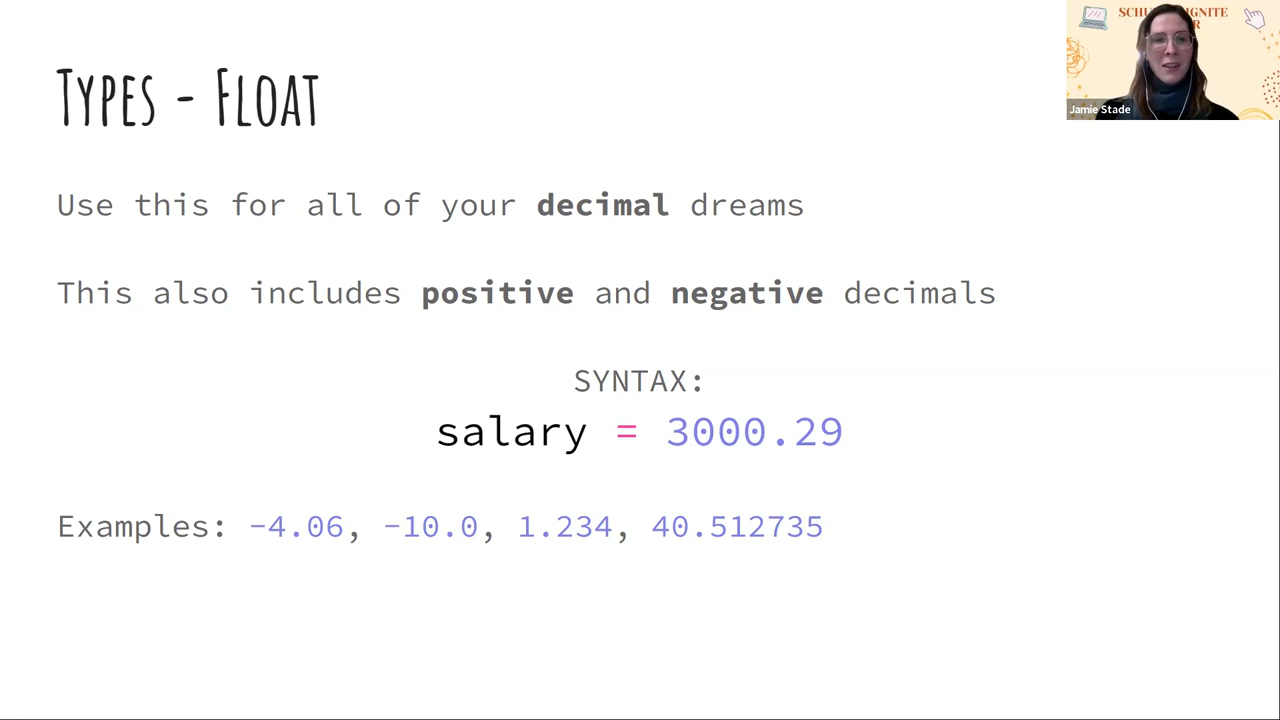 TYPES - FLOAT
Use this for all of your decimal dreams
This also includes positive and negative decimals
SYNTAX:
salary = 3000.29
Examples: -4.06, -10.0, 1.234, 40.512735
IGNITE
Jamie Stade